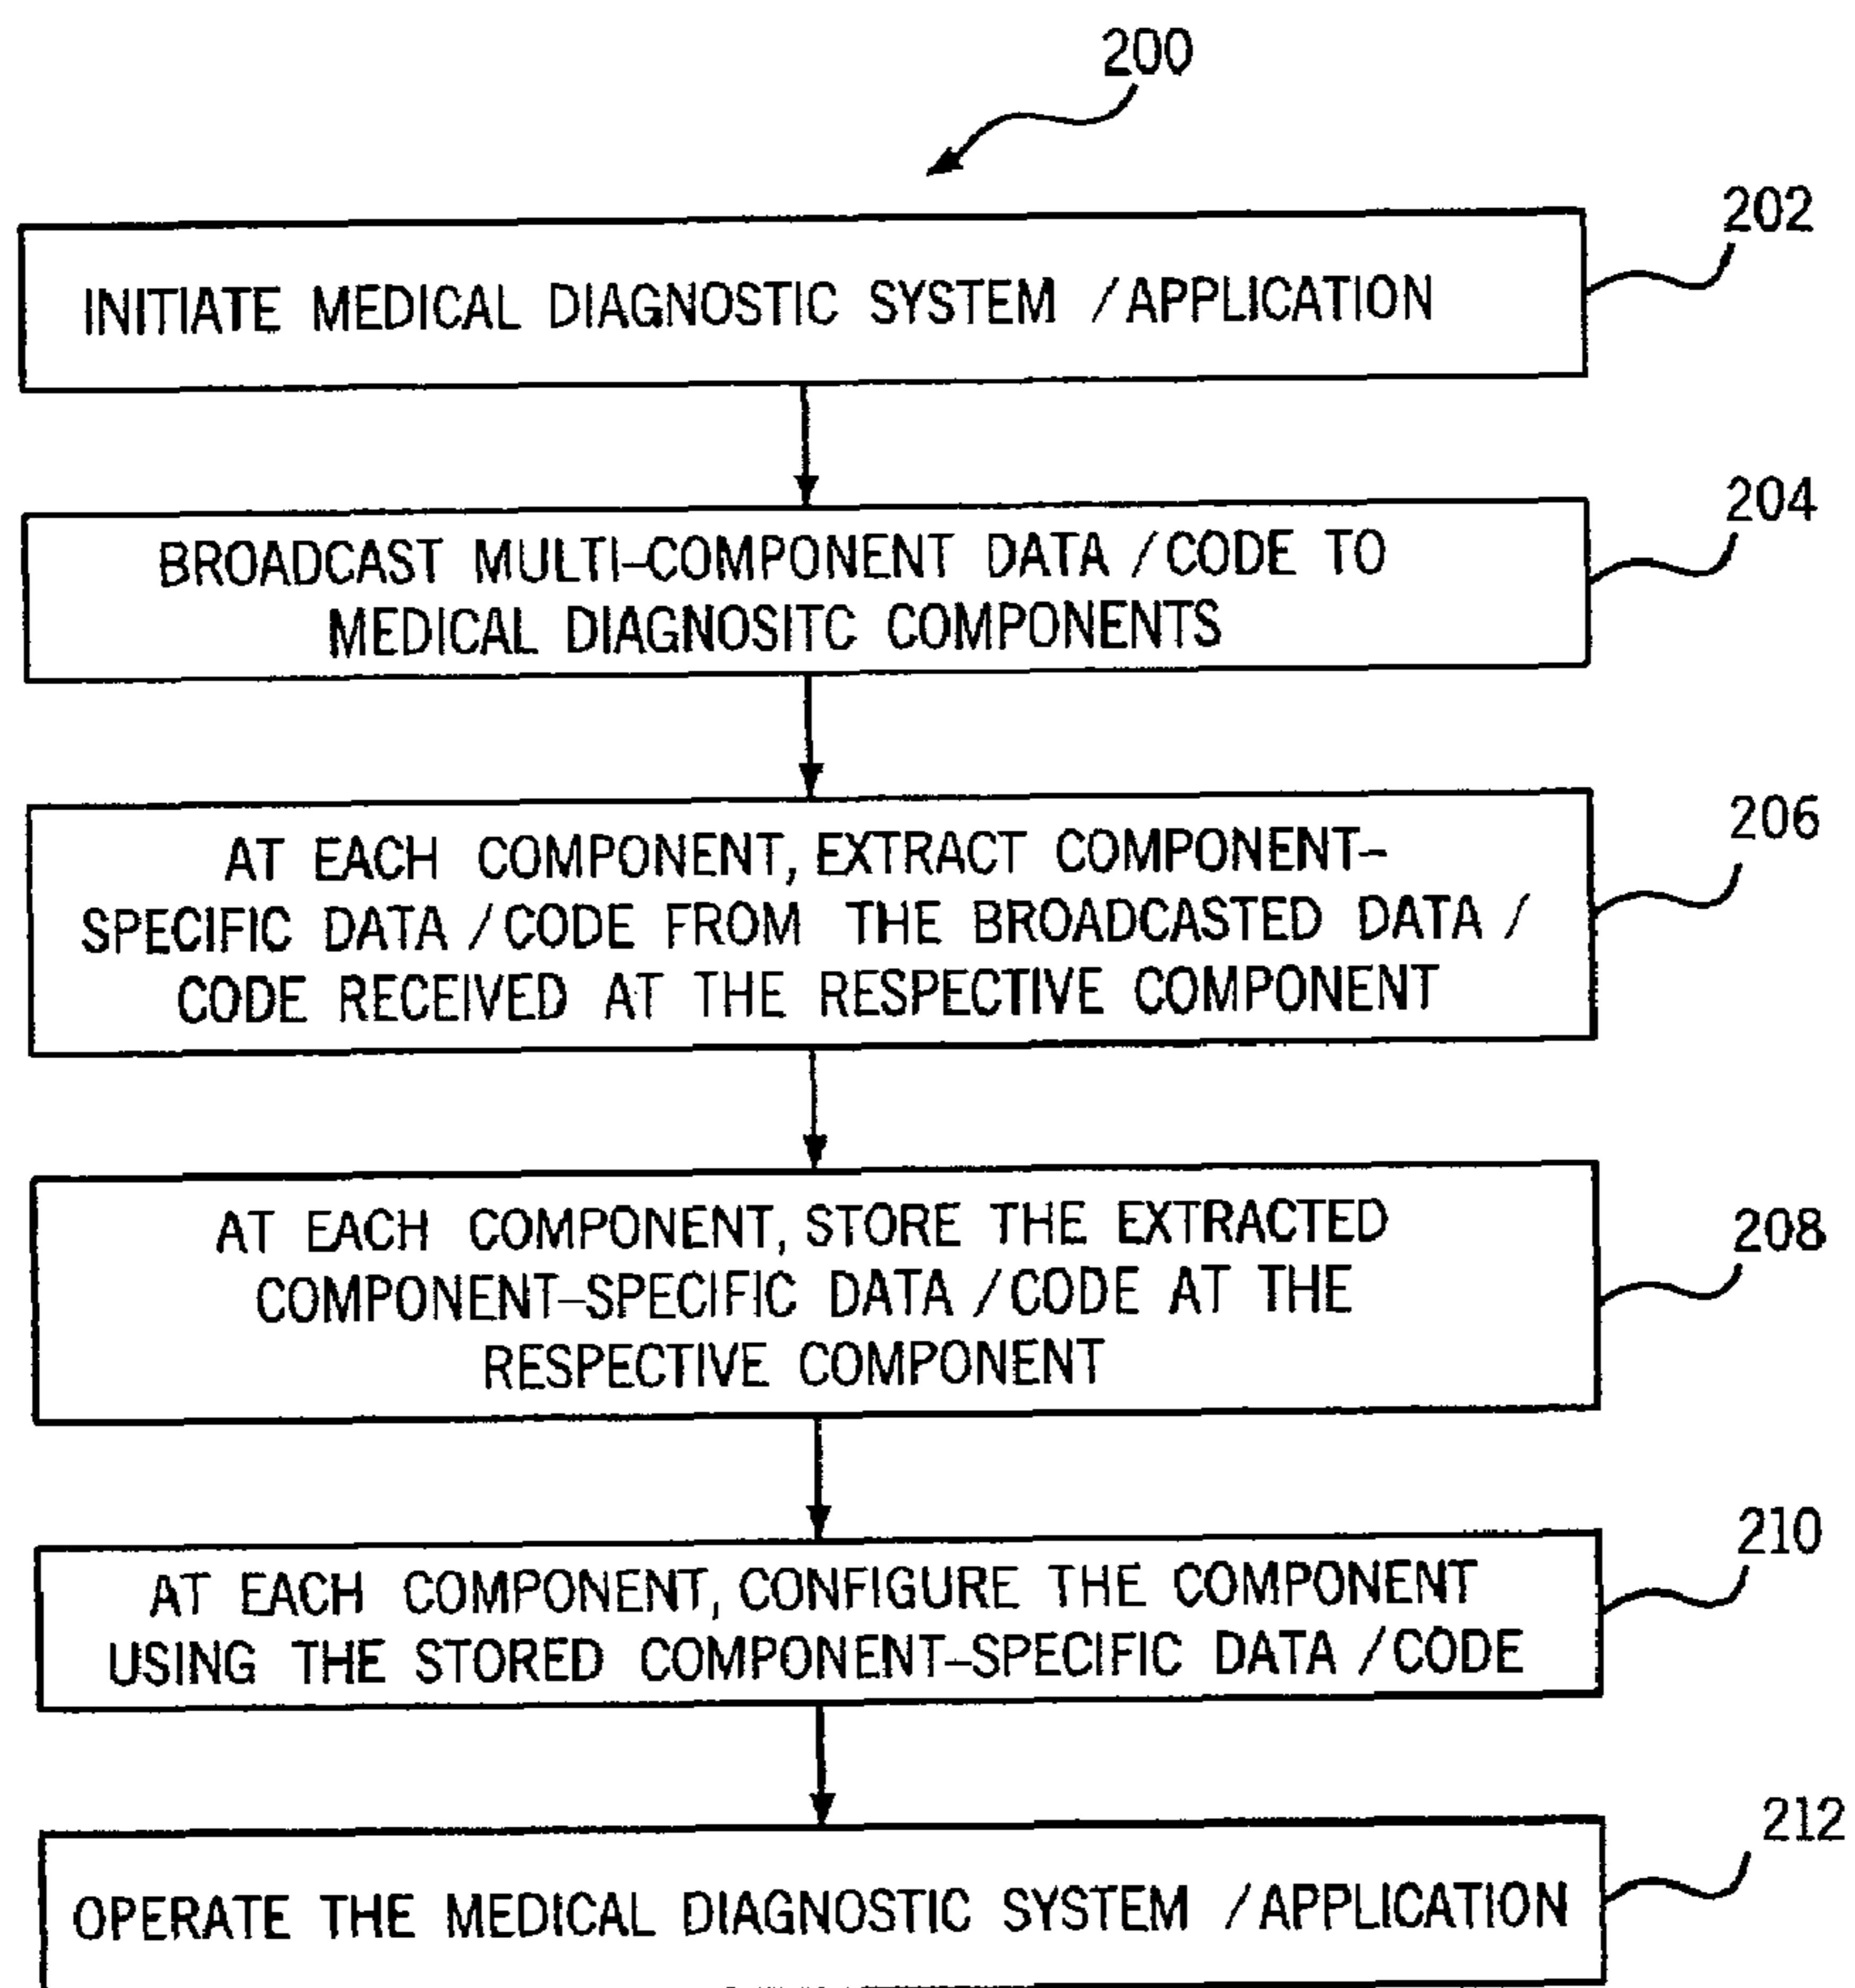 200
INITIATE MEDICAL DIAGNOSTIC SYSTEM /APPLICATION
202
BROADCAST MULTI-COMPONENT DATA /CODE TO
MEDICAL DIAGNOSITC COMPONENTS
204
AT EACH COMPONENT, EXTRACT COMPONENT-
SPECIFIC DATA /CODE FROM THE BROADCASTED DATA /
CODE RECEIVED AT THE RESPECTIVE COMPONENT
206
AT EACH COMPONENT, STORE THE EXTRACTED
COMPONENT-SPECIFIC DATA /CODE AT THE
RESPECTIVE COMPONENT
208
AT EACH COMPONENT, CONFIGURE THE COMPONENT
USING THE STORED COMPONENT-SPECIFIC DATA /CODE
210
OPERATE THE MEDICAL DIAGNOSTIC SYSTEM /APPLICATION
212